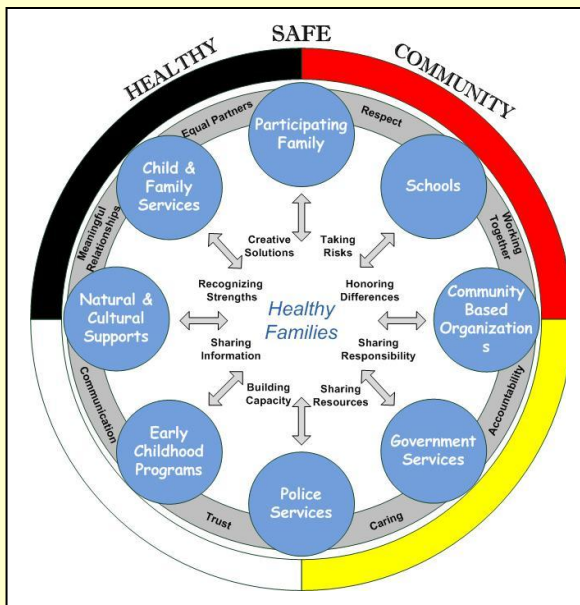 HEALTHY
SAFE
COMMUNITY
Equal Partners
Participating
Family
Respect
Child &
Family
Services
Schools
Meaningful
Relationships
Working
Together
Creative
Solutions
Taking
Risks
Recognizing
Strengths
Honoring
Differences
Natural &
Cultural
Supports
Healthy
Families
Community
Based
Organization
s
Sharing
Information
Sharing
Responsibility
Building
Capacity
Sharing
Resources
Communication
Accountability
Early
Childhood
Programs
Government
Services
Police
Services
Trust
Caring